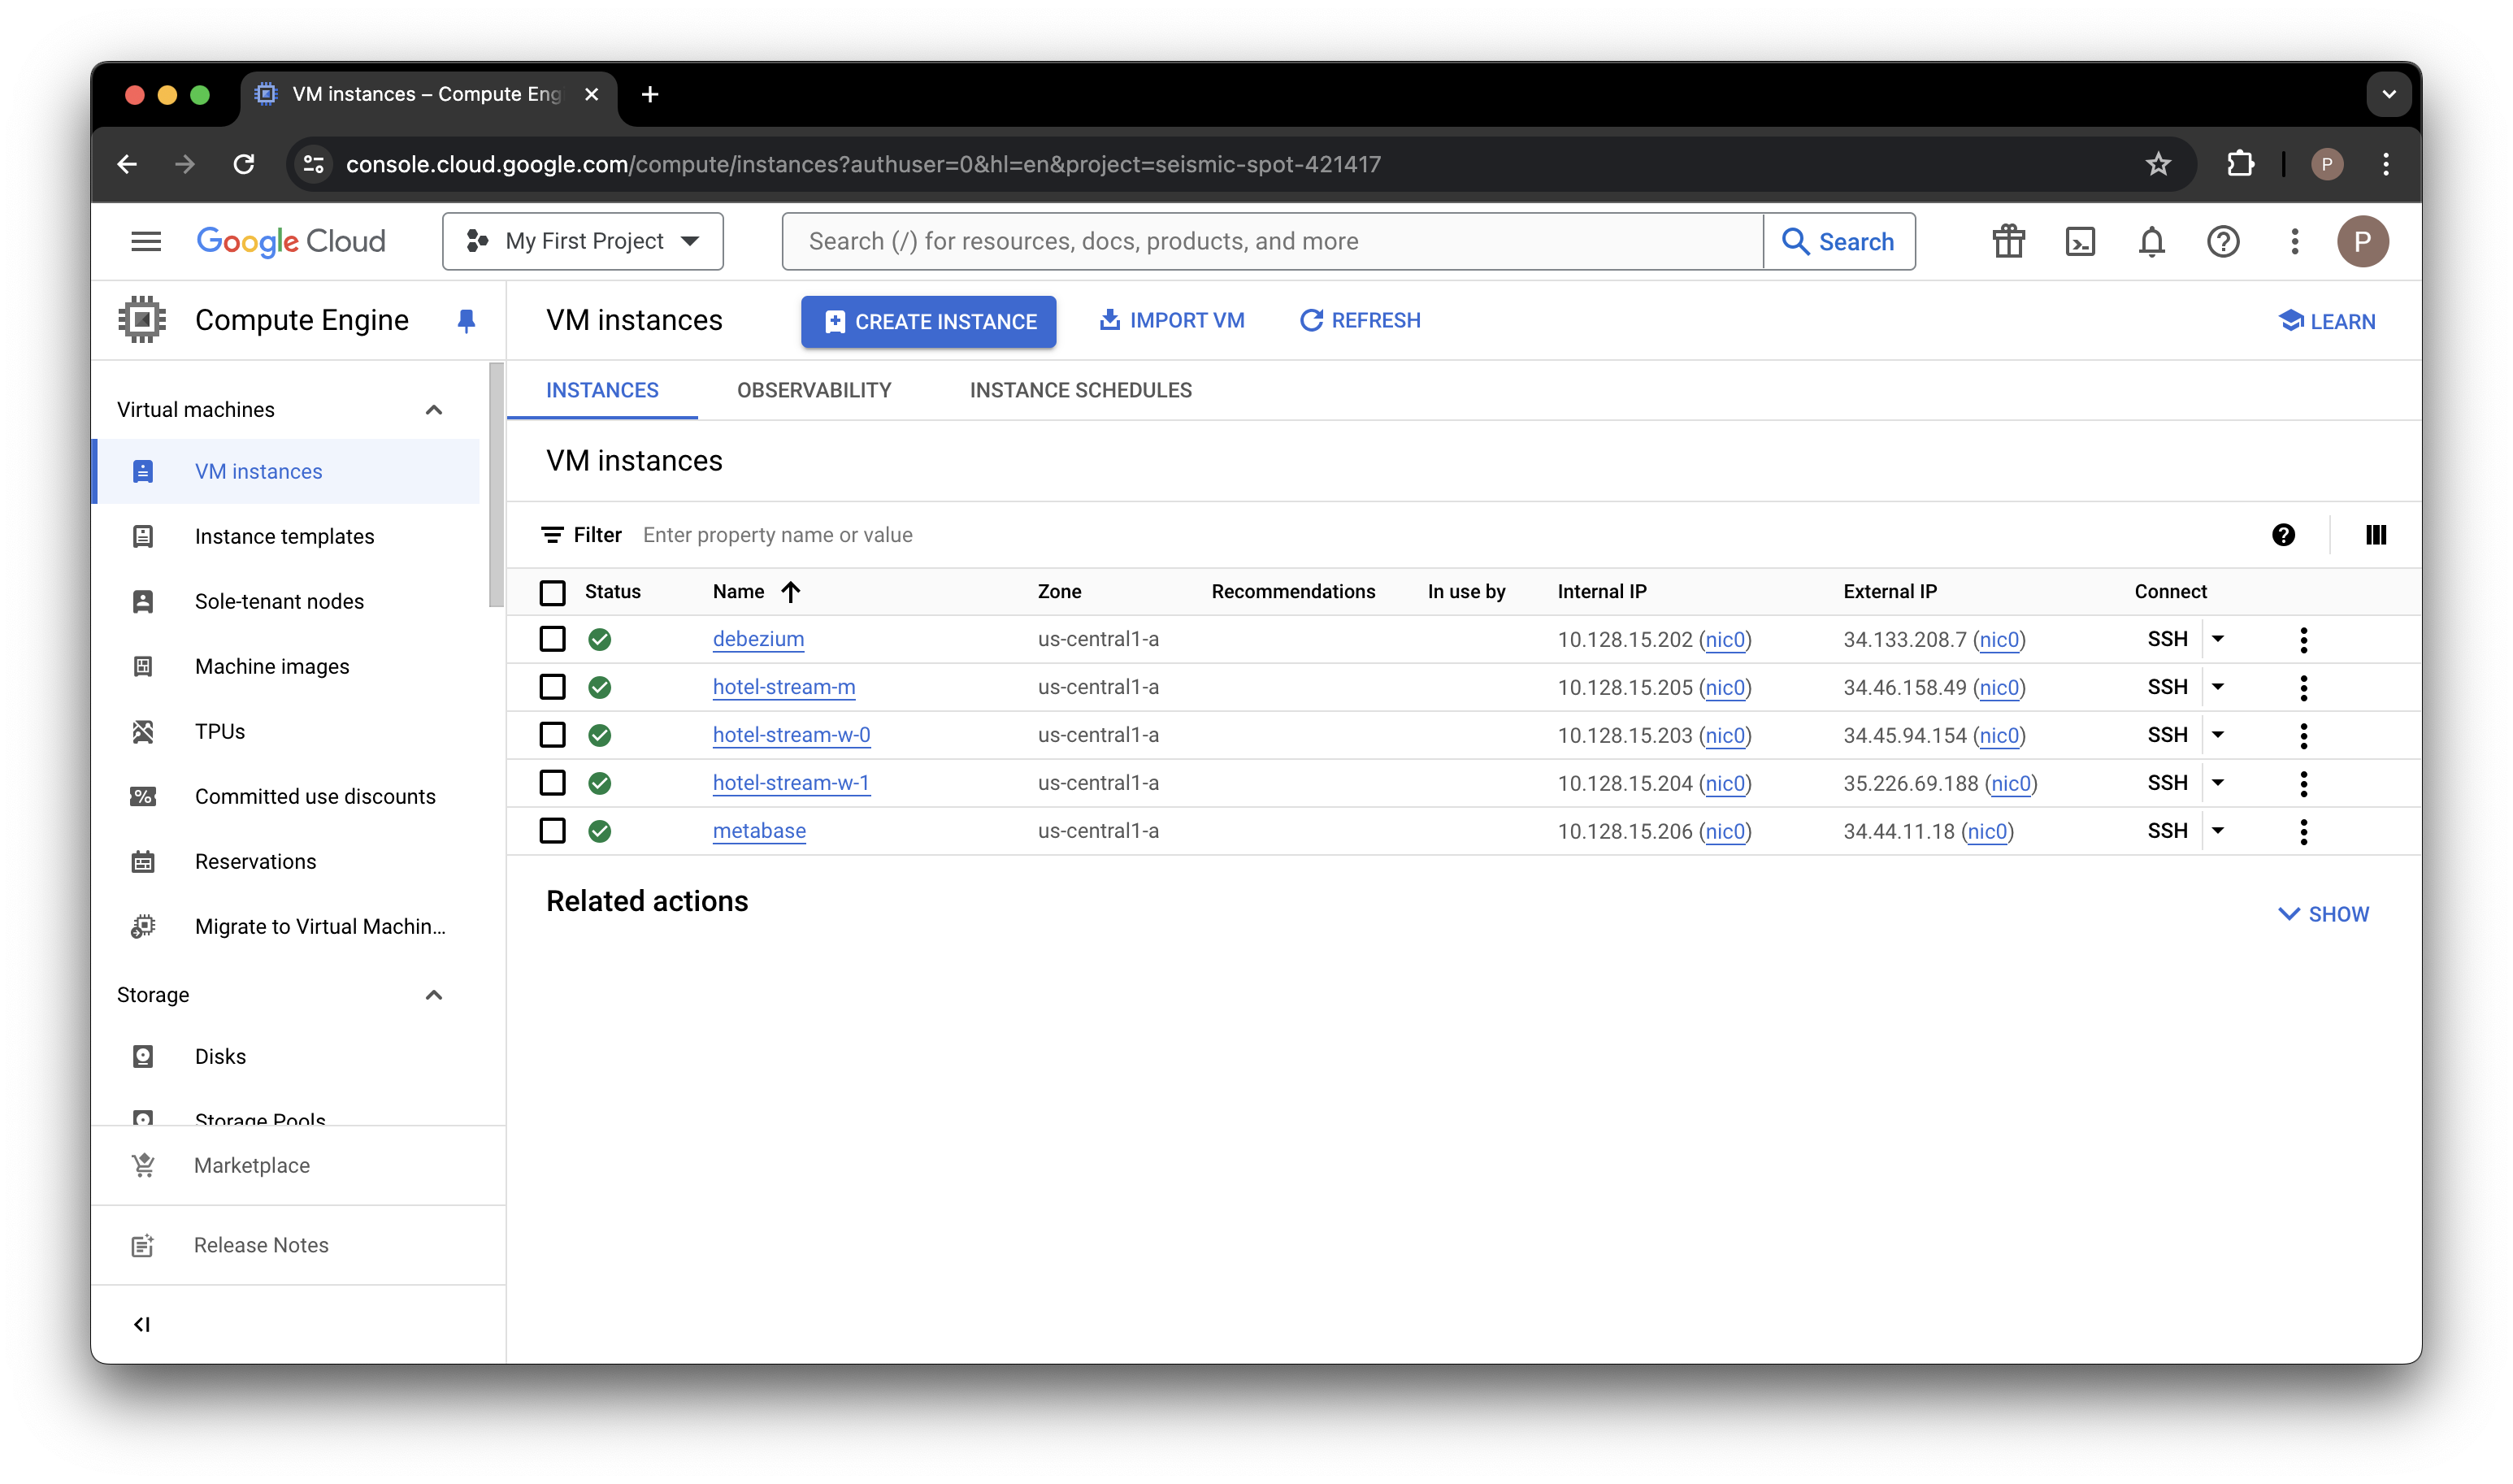 VM instances – Compute Eng
console.cloud.google.com/compute/instances?authuser=0&hl=en&project=seismic-spot-421417
P
Google Cloud
My First Project
Search (/) for resources, docs, products, and more
Search
P
Compute Engine
VM instances
CREATE INSTANCE
IMPORT VM
REFRESH
LEARN
Virtual machines
VM instances
Instance templates
Sole-tenant nodes
Machine images
TPUs
Committed use discounts
Reservations
Migrate to Virtual Machin...
Storage
Disks
Storage Pools
Marketplace
Release Notes
INSTANCES OBSERVABILITY INSTANCE SCHEDULES
VM instances
Filter Enter property name or value
Status Name Zone Recommendations In use by Internal IP External IP Connect
debezium us-central1-a 10.128.15.202 (nic0) 34.133.208.7 (nic0) SSH
hotel-stream-m us-central1-a 10.128.15.205 (nic0) 34.46.158.49 (nic0) SSH
hotel-stream-w-0 us-central1-a 10.128.15.203 (nic0) 34.45.94.154 (nic0) SSH
hotel-stream-w-1 us-central1-a 10.128.15.204 (nic0) 35.226.69.188 (nic0) SSH
metabase us-central1-a 10.128.15.206 (nic0) 34.44.11.18 (nic0) SSH
Related actions
SHOW